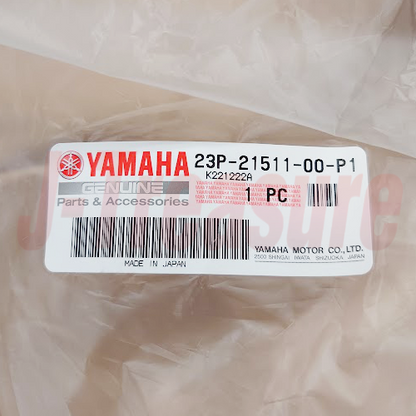 YAMAHA 23P-21511-00-P1
GENUINE K221222A
Parts & Accessories 1 PC
MADE IN JAPAN
YAMAHA MOTOR CO., LTD.
2500 SHINGAI IWATA SHIZUOKA JAPAN